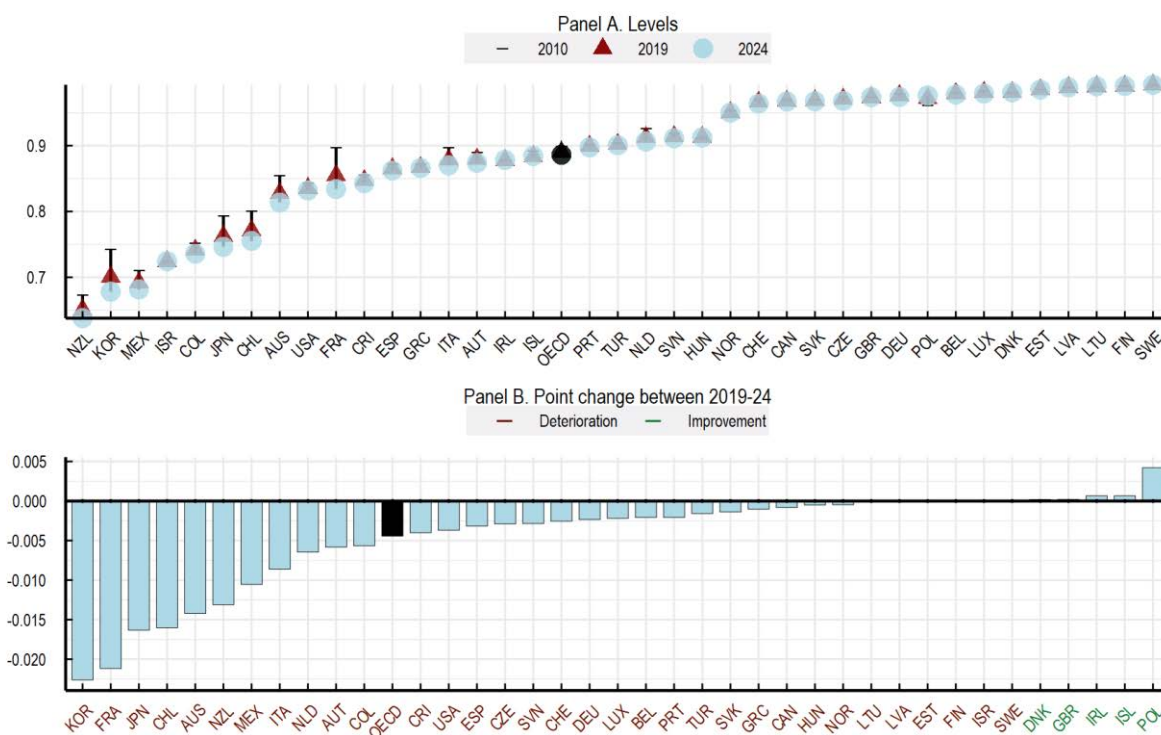 Panel A. Levels
2010 2019 2024
0.9
0.8
0.7
NZL KOR MEX ISR COL JPN CHL AUS USA FRA CRI ESP GRC ITA AUT IRL ISL OECD PRT TUR NLD SVN HUN NOR CHE CAN SVK CZE GBR DEU POL BEL LUX DNK EST LVA LTU FIN SWE
Panel B. Point change between 2019-24
Deterioration Improvement
0.005
0.000
-0.005
-0.010
-0.015
-0.020
KOR FRA JPN CHL AUS NZL MEX ITA NLD AUT COL OECD CRI USA ESP CZE SVN CHE DEU LUX BEL PRT TUR SVK GRC CAN HUN NOR LTU LVA EST FIN ISR SWE DNK GBR IRL ISL POL